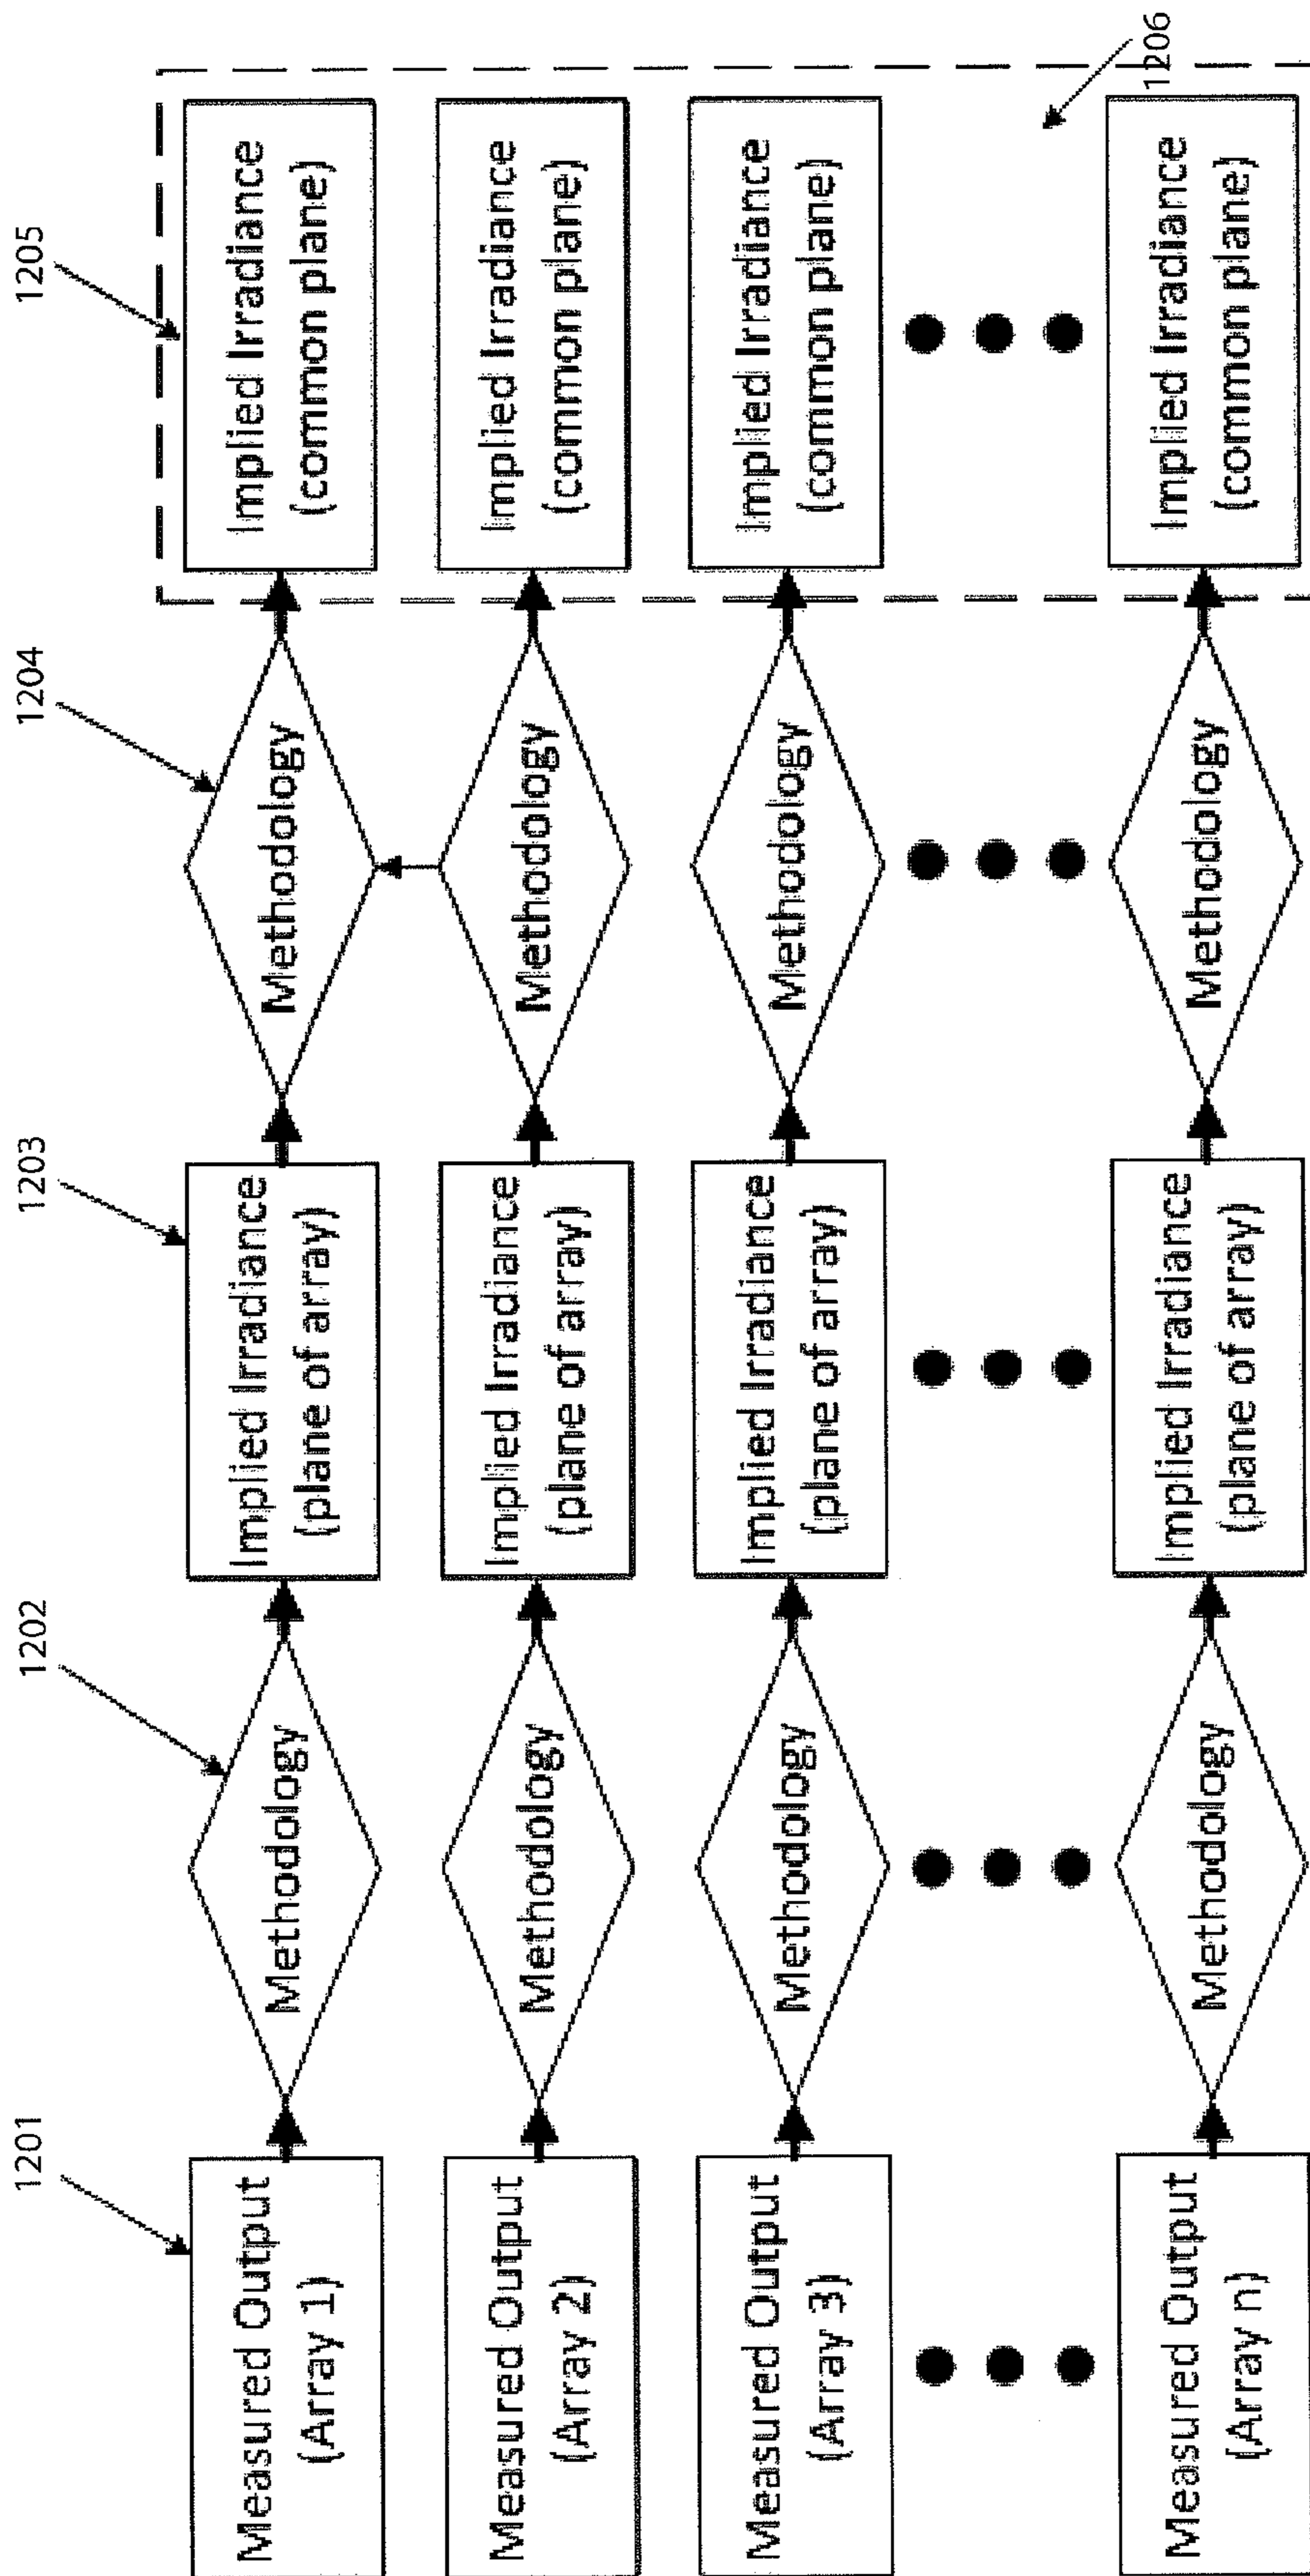 1201
1202
1203
1204
1205
Measured Output
(Array 1)
Methodology
Implied Irradiance
(plane of array)
Methodology
Implied Irradiance
(common plane)
Measured Output
(Array 2)
Methodology
Implied Irradiance
(plane of array)
Methodology
Implied Irradiance
(common plane)
Measured Output
(Array 3)
Methodology
Implied Irradiance
(plane of array)
Methodology
Implied Irradiance
(common plane)
1206
Measured Output
(Array n)
Methodology
Implied Irradiance
(plane of array)
Methodology
Implied Irradiance
(common plane)